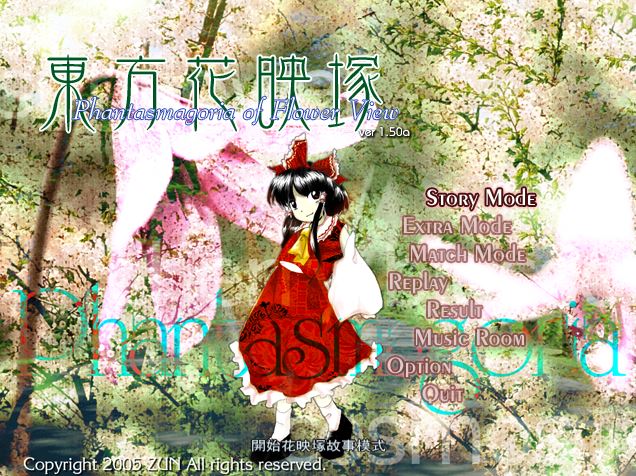 東方花映塚
Phantasmagoria of Flower View
ver 1.50a
Story Mode
Extra Mode
Match Mode
Replay
Result
Music Room
Option
Quit
Phantasmagoria
開始花映塚故事模式
Copyright 2005 ZUN All rights reserved.